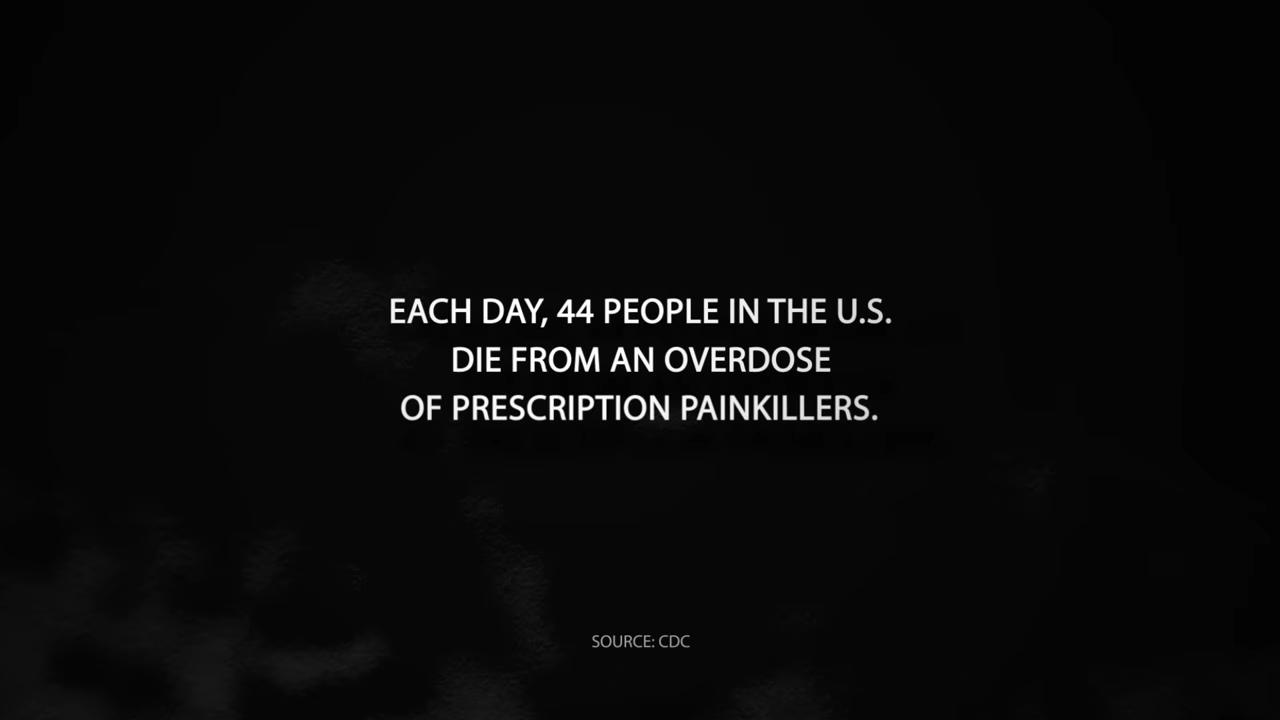 EACH DAY, 44 PEOPLE IN THE U.S.
DIE FROM AN OVERDOSE
OF PRESCRIPTION PAINKILLERS.
SOURCE: CDC